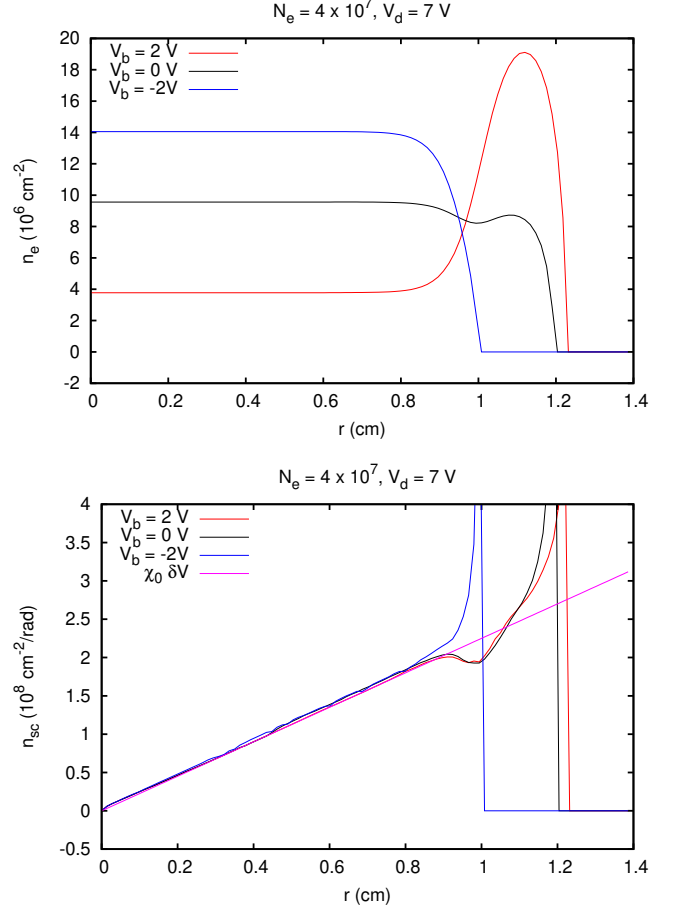 N_e = 4 x 10^7, V_d = 7 V
V_b = 2 V
V_b = 0 V
V_b = -2V
20
18
16
14
12
10
8
6
4
2
0
-2
n_e (10^6 cm^-2)
0 0.2 0.4 0.6 0.8 1 1.2 1.4
r (cm)
N_e = 4 x 10^7, V_d = 7 V
V_b = 2 V
V_b = 0 V
V_b = -2V
χ_0 δV
4
3.5
3
2.5
2
1.5
1
0.5
0
-0.5
n_sc (10^8 cm^-2/rad)
0 0.2 0.4 0.6 0.8 1 1.2 1.4
r (cm)